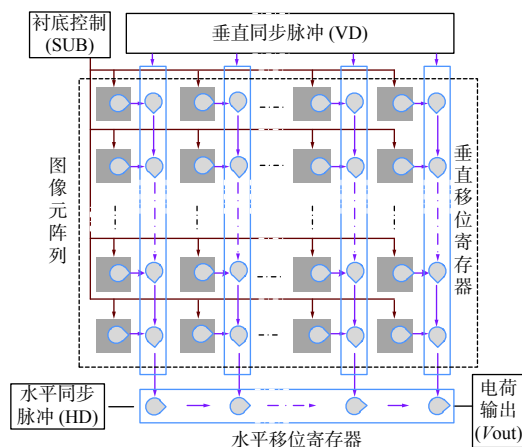 衬底控制
(SUB)
垂直同步脉冲 (VD)
图像元阵列
垂直移位寄存器
水平同步
脉冲 (HD)
水平移位寄存器
电荷
输出
(Vout)